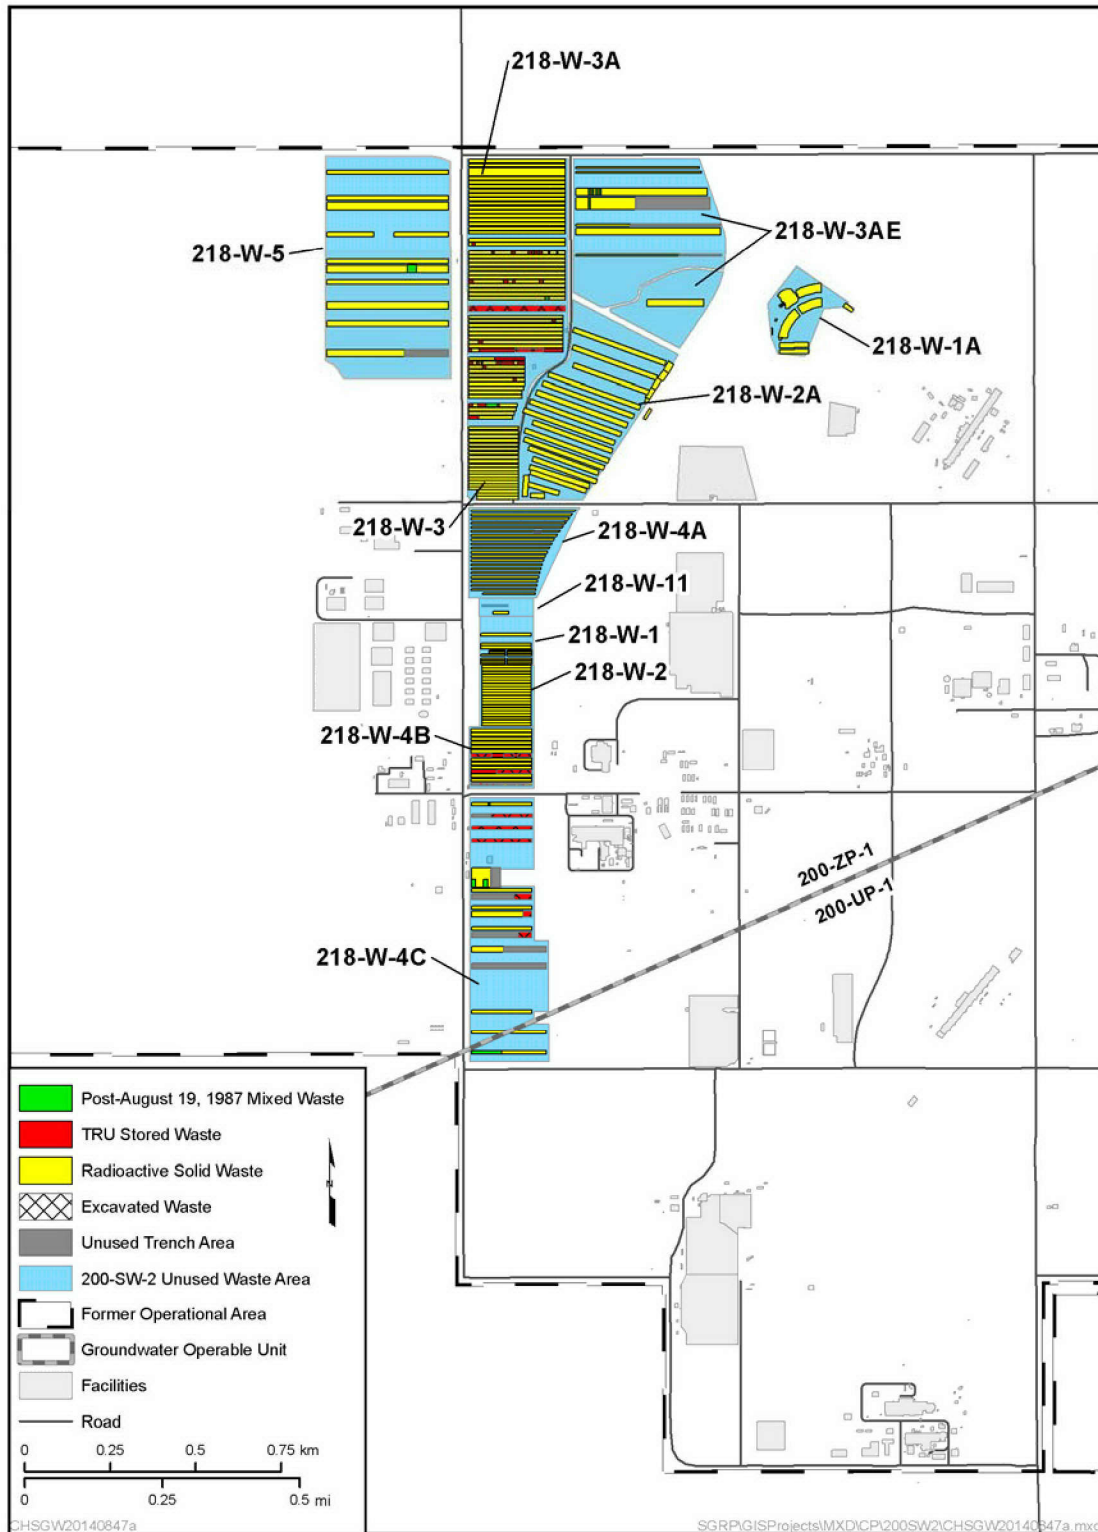 218-W-3A
218-W-5
218-W-3AE
218-W-1A
218-W-2A
218-W-3
218-W-4A
218-W-11
218-W-1
218-W-2
218-W-4B
200-ZP-1
200-UP-1
218-W-4C
Post-August 19, 1987 Mixed Waste
TRU Stored Waste
Radioactive Solid Waste
Excavated Waste
Unused Trench Area
200-SW-2 Unused Waste Area
Former Operational Area
Groundwater Operable Unit
Facilities
Road
N
0 0.25 0.5 0.75 km
0 0.25 0.5 mi
CHSGW20140847a
SGRP\GISProjects\MXD\CP\200SW2\CHSGW20140847a.mxd